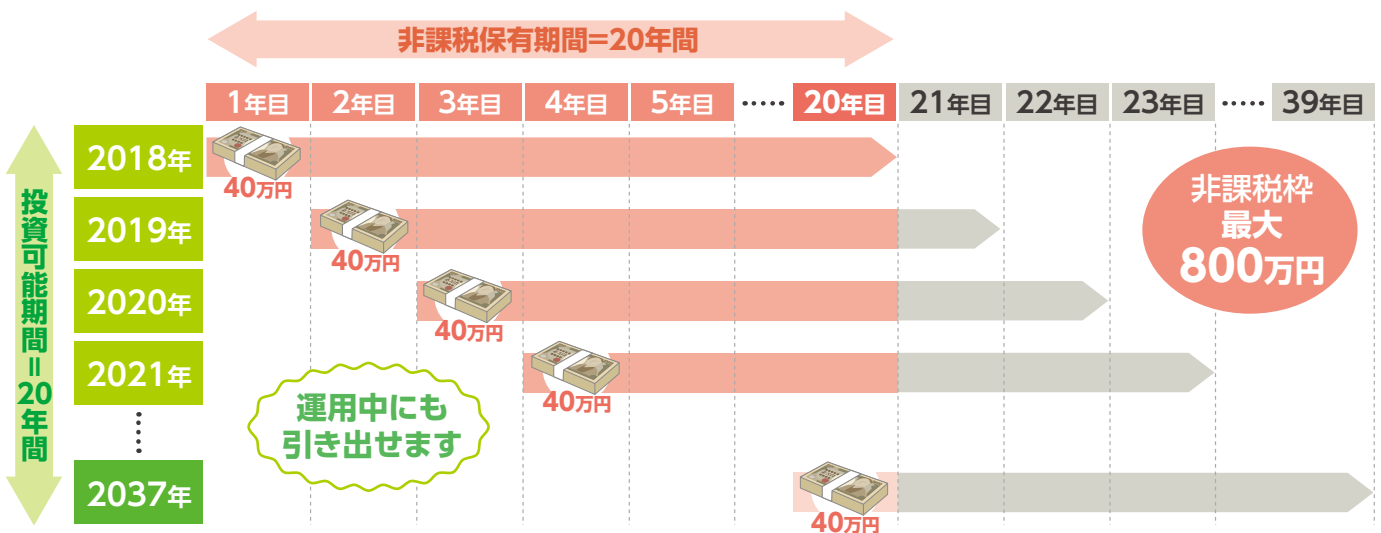 非課税保有期間=20年間
1年目 2年目 3年目 4年目 5年目 ····· 20年目 21年目 22年目 23年目 ····· 39年目
投資可能期間=20年間
2018年
40万円
2019年
40万円
2020年
40万円
2021年
40万円
2037年
40万円
運用中にも
引き出せます
非課税枠
最大
800万円